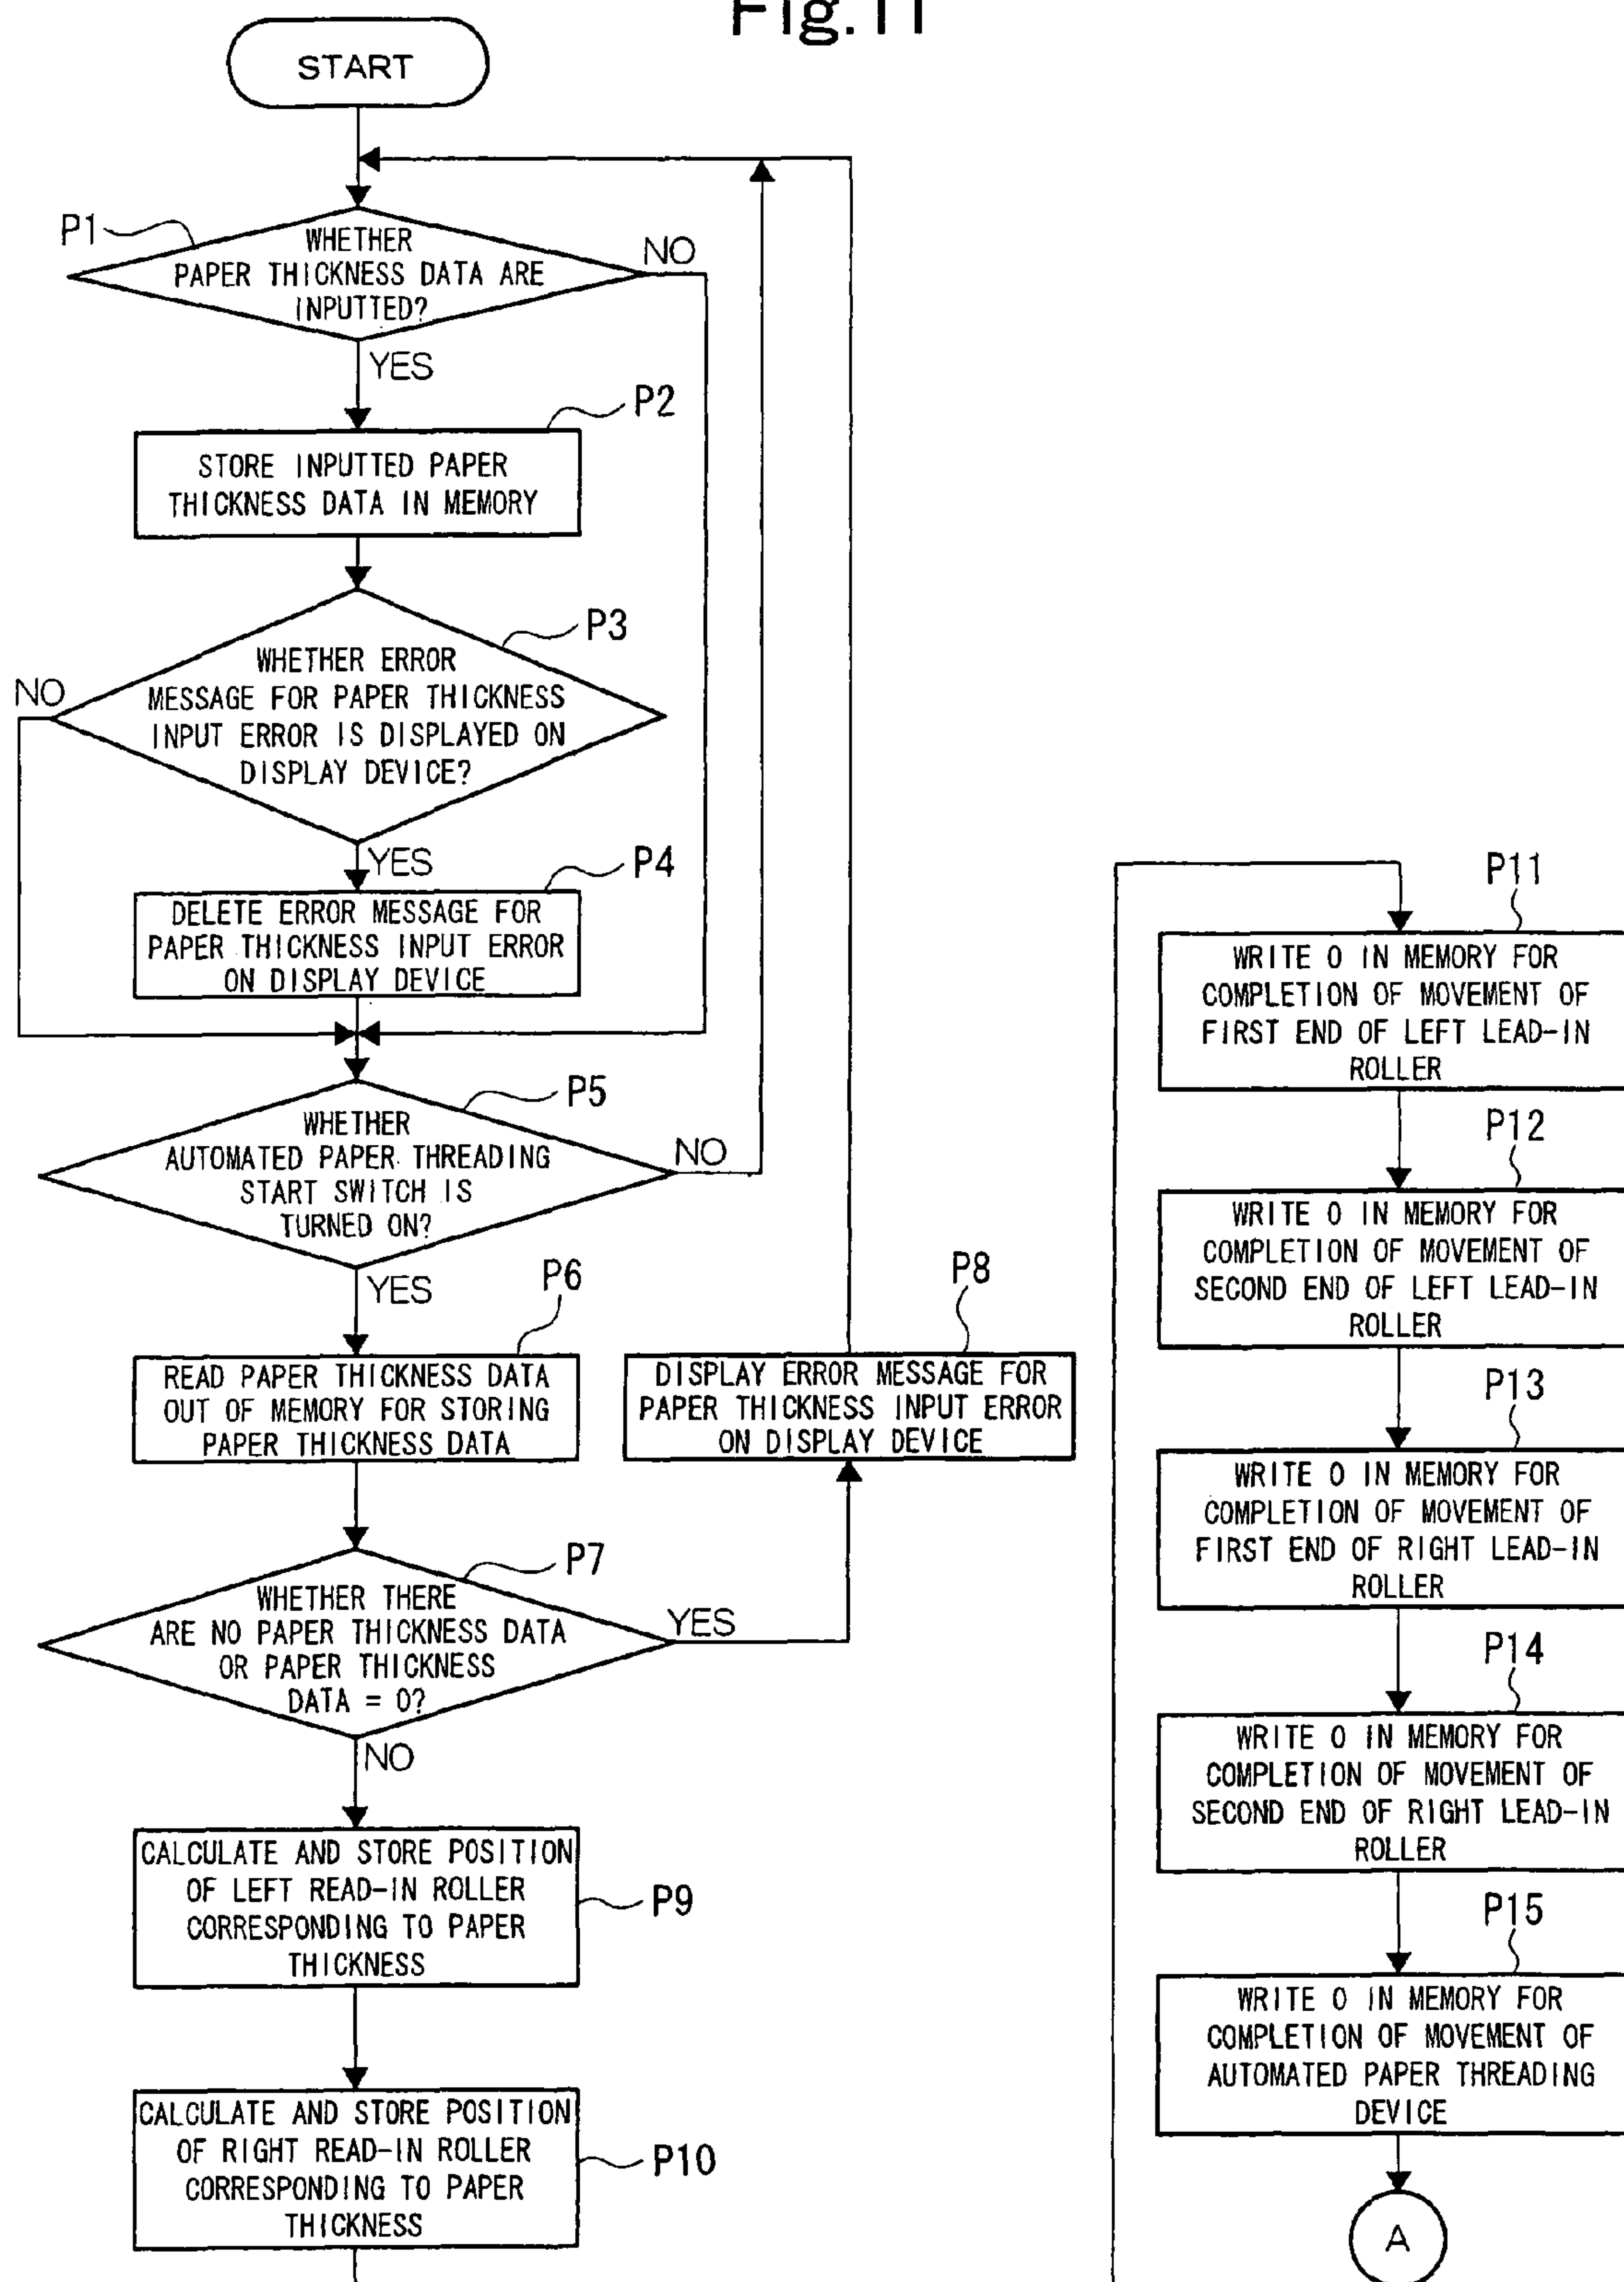 Fig.11
START
P1
WHETHER
PAPER THICKNESS DATA ARE
INPUTTED?
NO
YES
P2
STORE INPUTTED PAPER
THICKNESS DATA IN MEMORY
P3
WHETHER ERROR
MESSAGE FOR PAPER THICKNESS
INPUT ERROR IS DISPLAYED ON
DISPLAY DEVICE?
NO
YES
P4
DELETE ERROR MESSAGE FOR
PAPER THICKNESS INPUT ERROR
ON DISPLAY DEVICE
P5
WHETHER
AUTOMATED PAPER THREADING
START SWITCH IS
TURNED ON?
NO
YES
P6
READ PAPER THICKNESS DATA
OUT OF MEMORY FOR STORING
PAPER THICKNESS DATA
P8
DISPLAY ERROR MESSAGE FOR
PAPER THICKNESS INPUT ERROR
ON DISPLAY DEVICE
P7
WHETHER THERE
ARE NO PAPER THICKNESS DATA
OR PAPER THICKNESS
DATA = 0?
YES
NO
CALCULATE AND STORE POSITION
OF LEFT READ-IN ROLLER
CORRESPONDING TO PAPER
THICKNESS
P9
CALCULATE AND STORE POSITION
OF RIGHT READ-IN ROLLER
CORRESPONDING TO PAPER
THICKNESS
P10
P11
WRITE 0 IN MEMORY FOR
COMPLETION OF MOVEMENT OF
FIRST END OF LEFT LEAD-IN
ROLLER
P12
WRITE 0 IN MEMORY FOR
COMPLETION OF MOVEMENT OF
SECOND END OF LEFT LEAD-IN
ROLLER
P13
WRITE 0 IN MEMORY FOR
COMPLETION OF MOVEMENT OF
FIRST END OF RIGHT LEAD-IN
ROLLER
P14
WRITE 0 IN MEMORY FOR
COMPLETION OF MOVEMENT OF
SECOND END OF RIGHT LEAD-IN
ROLLER
P15
WRITE 0 IN MEMORY FOR
COMPLETION OF MOVEMENT OF
AUTOMATED PAPER THREADING
DEVICE
A